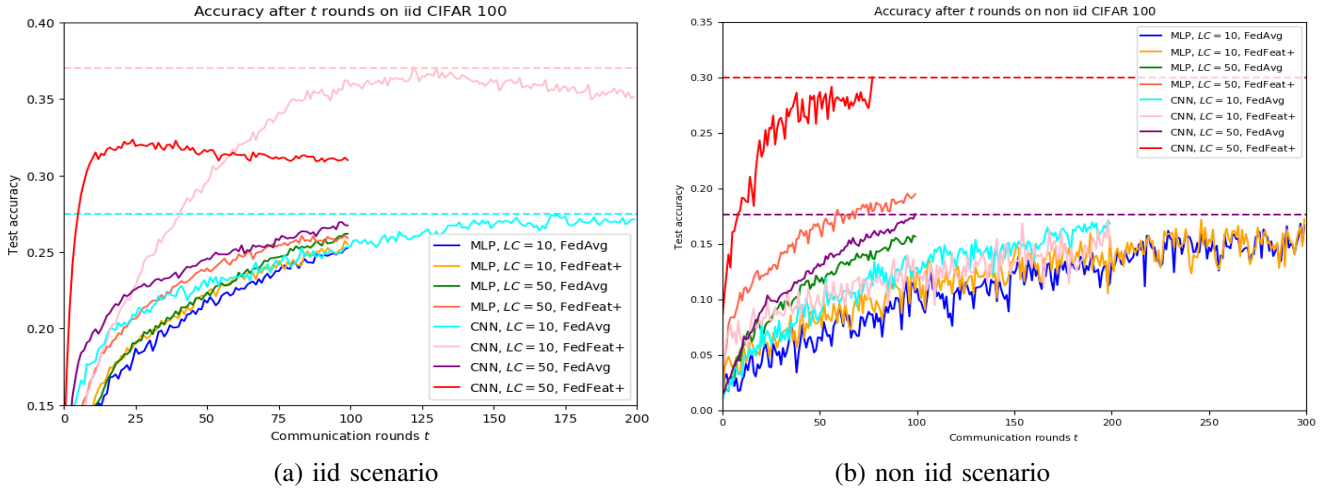 Accuracy after t rounds on iid CIFAR 100
0.40
0.35
0.30
0.25
0.20
0.15
Test accuracy
MLP, LC = 10, FedAvg
MLP, LC = 10, FedFeat+
MLP, LC = 50, FedAvg
MLP, LC = 50, FedFeat+
CNN, LC = 10, FedAvg
CNN, LC = 10, FedFeat+
CNN, LC = 50, FedAvg
CNN, LC = 50, FedFeat+
0 25 50 75 100 125 150 175 200
Communication rounds t
(a) iid scenario
Accuracy after t rounds on non iid CIFAR 100
0.35
0.30
0.25
0.20
0.15
0.10
0.05
0.00
Test accuracy
MLP, LC = 10, FedAvg
MLP, LC = 10, FedFeat+
MLP, LC = 50, FedAvg
MLP, LC = 50, FedFeat+
CNN, LC = 10, FedAvg
CNN, LC = 10, FedFeat+
CNN, LC = 50, FedAvg
CNN, LC = 50, FedFeat+
0 50 100 150 200 250 300
Communication rounds t
(b) non iid scenario